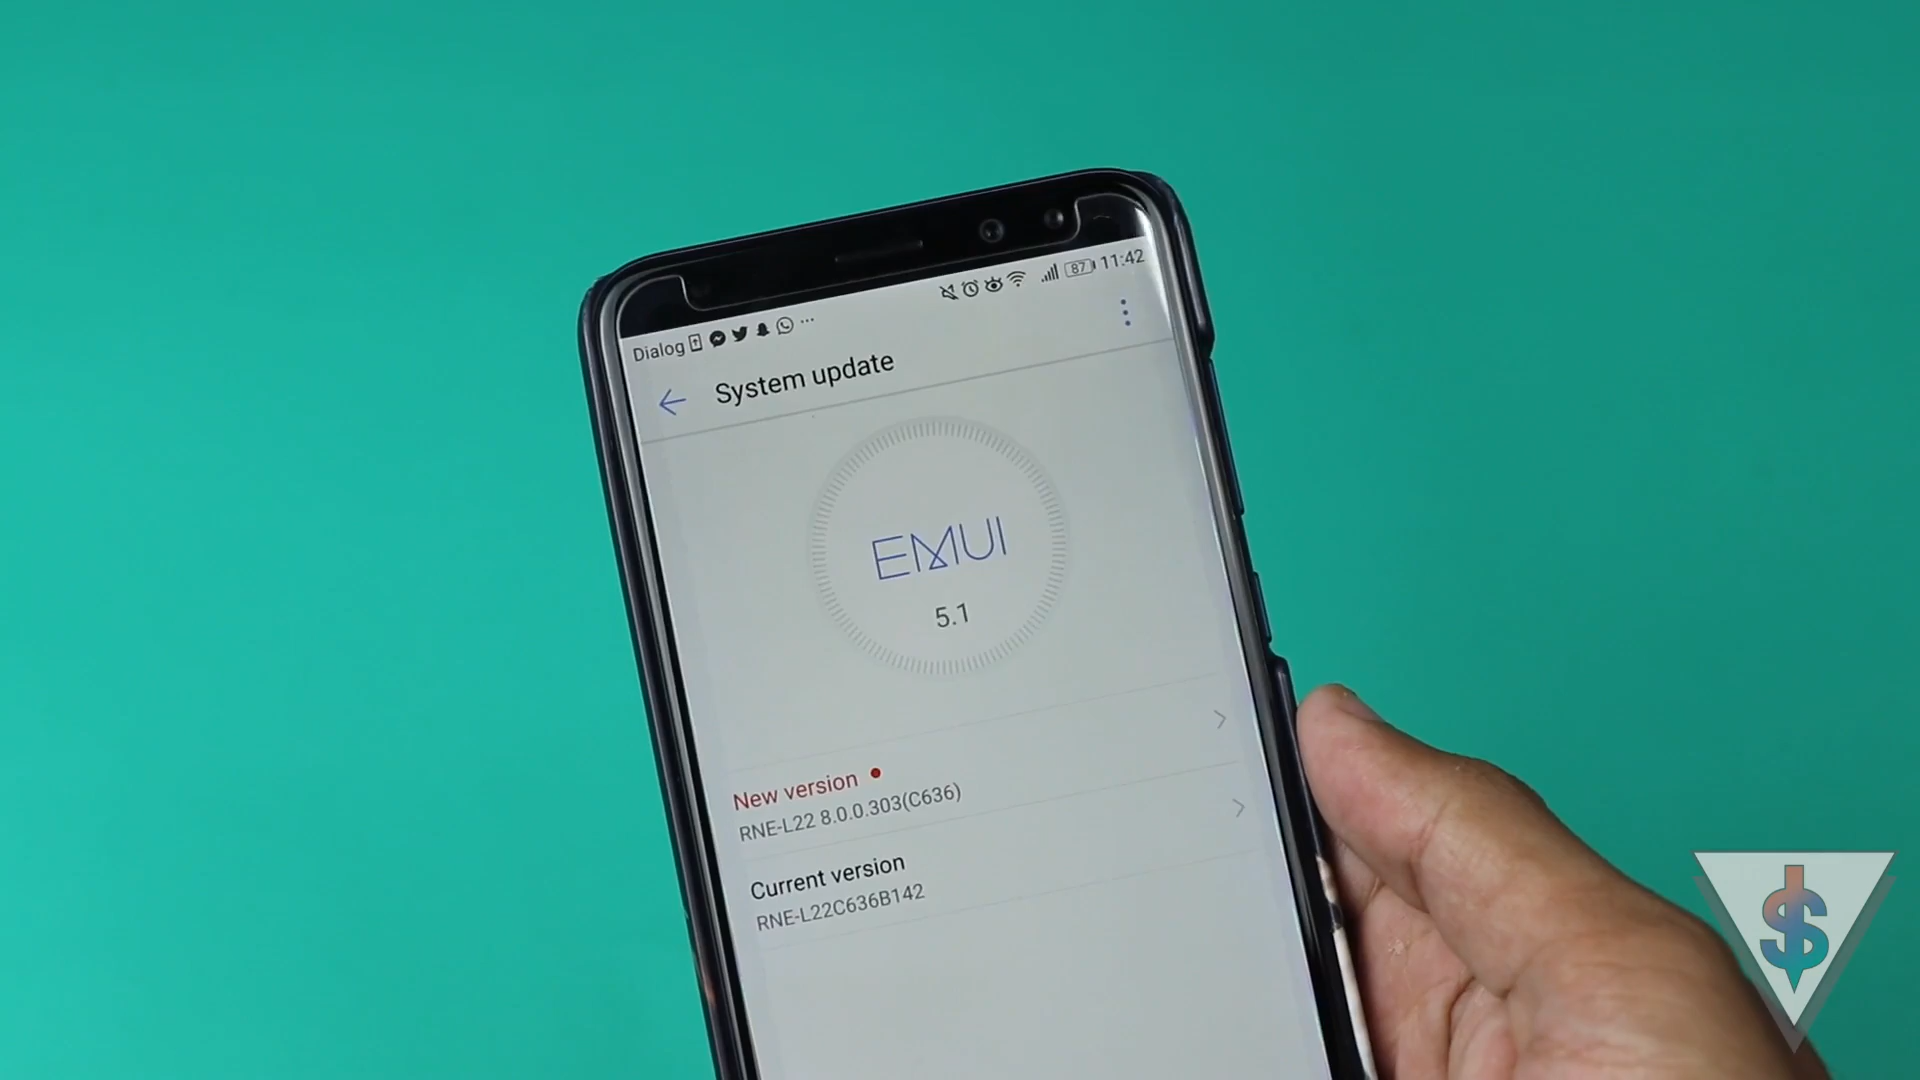 Dialog
87 11:42
System update
EMUI
5.1
New version
RNE-L22 8.0.0.303(C636)
Current version
RNE-L22C636B142
$